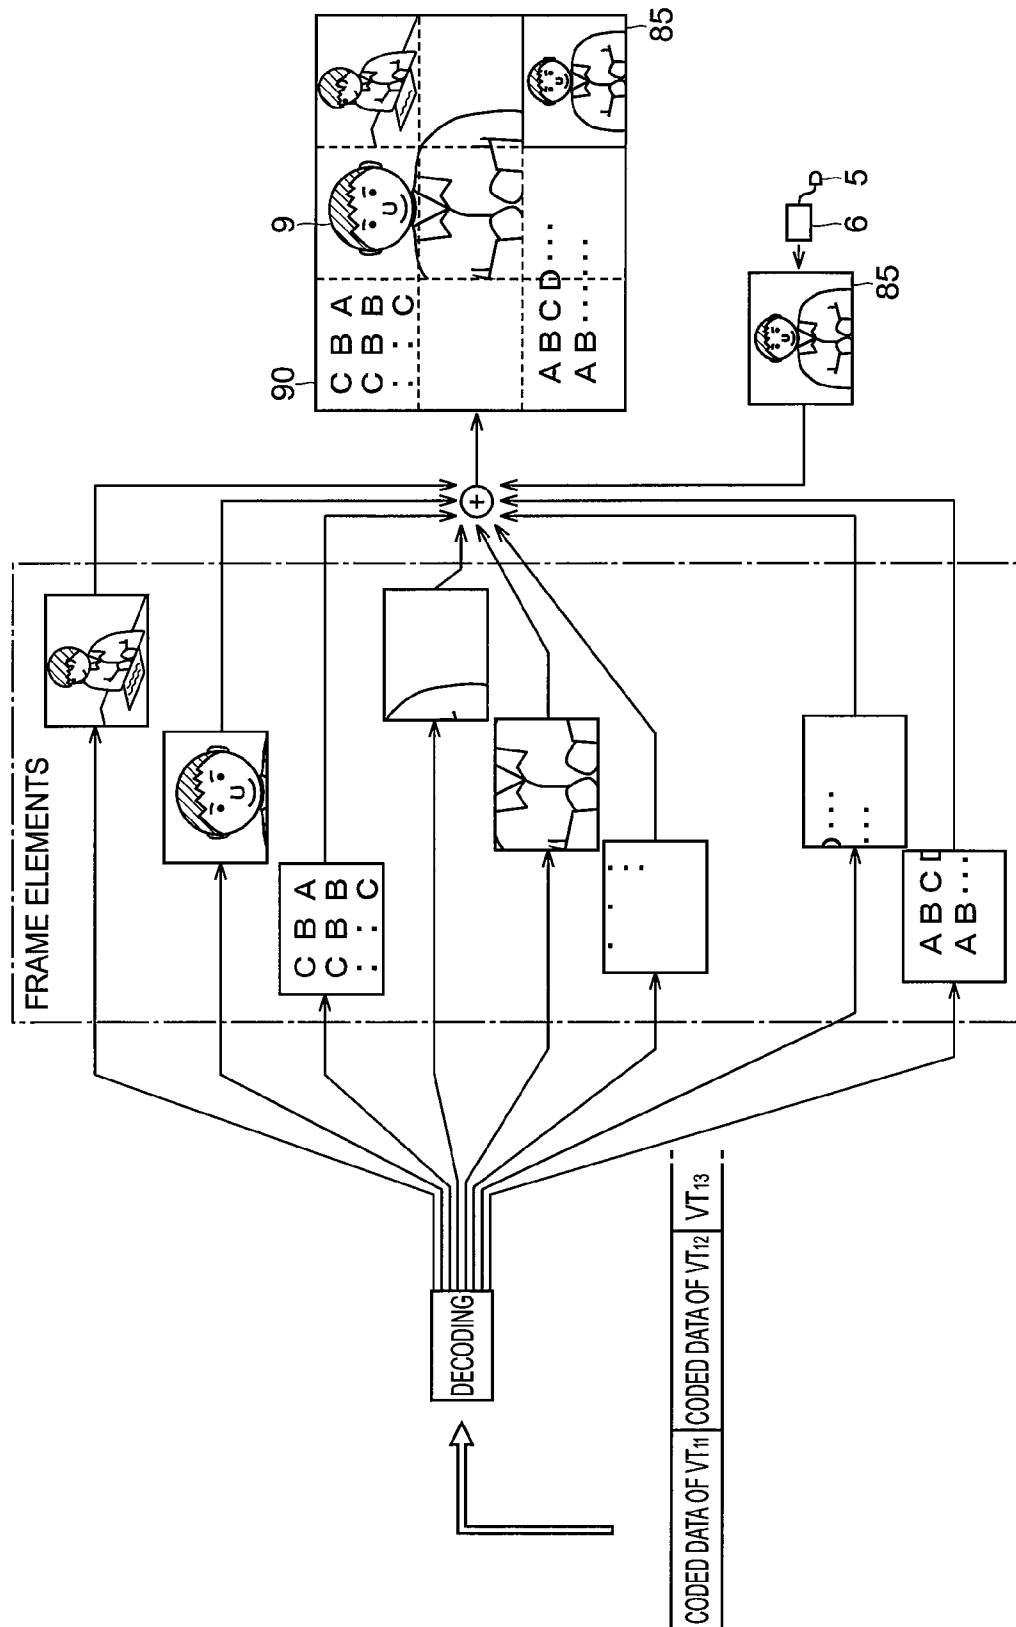 FRAME ELEMENTS
90
9
C B A
C B B
: . . C
C B A
C B B
: . . C
DECODING
A B C D . . .
A B . . . . . .
85
. . .
. . .
CODED DATA OF VT11 CODED DATA OF VT12 VT13
. . .
. . .
A B C D
A B . . .
6
5
85